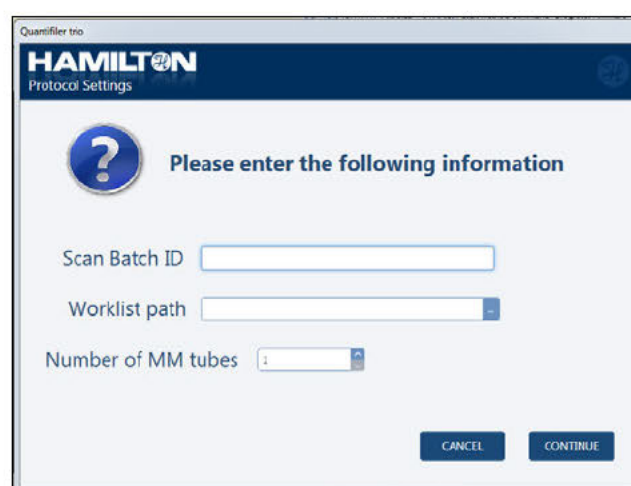 Quantifiler trio
HAMILTON
Protocol Settings
Please enter the following information
Scan Batch ID
Worklist path
Number of MM tubes
CANCEL CONTINUE